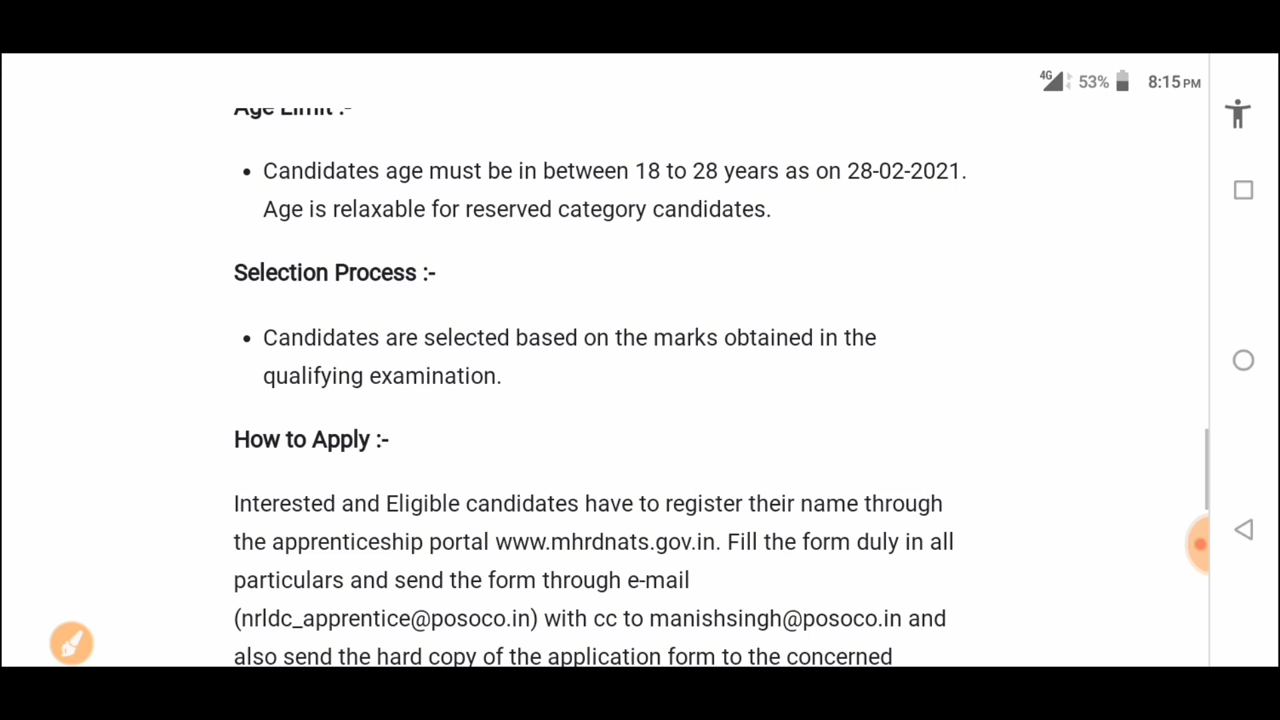 4G 53% 8:15 PM
Age Limit :-
• Candidates age must be in between 18 to 28 years as on 28-02-2021.
Age is relaxable for reserved category candidates.
Selection Process :-
• Candidates are selected based on the marks obtained in the
qualifying examination.
How to Apply :-
Interested and Eligible candidates have to register their name through
the apprenticeship portal www.mhrdnats.gov.in. Fill the form duly in all
particulars and send the form through e-mail
(nrldc_apprentice@posoco.in) with cc to manishsingh@posoco.in and
also send the hard copy of the application form to the concerned